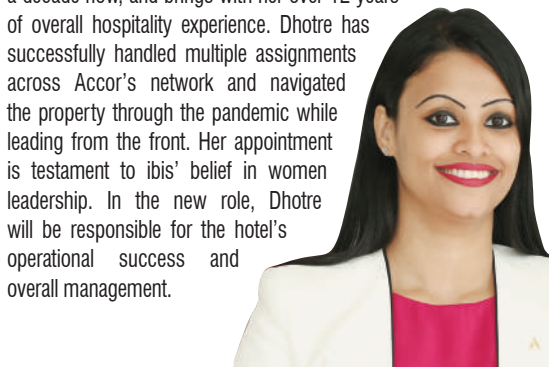 a decade now, and brings with her over 12 years
of overall hospitality experience. Dhotre has
successfully handled multiple assignments
across Accor’s network and navigated
the property through the pandemic while
leading from the front. Her appointment
is testament to ibis’ belief in women
leadership. In the new role, Dhotre
will be responsible for the hotel’s
operational success and
overall management.